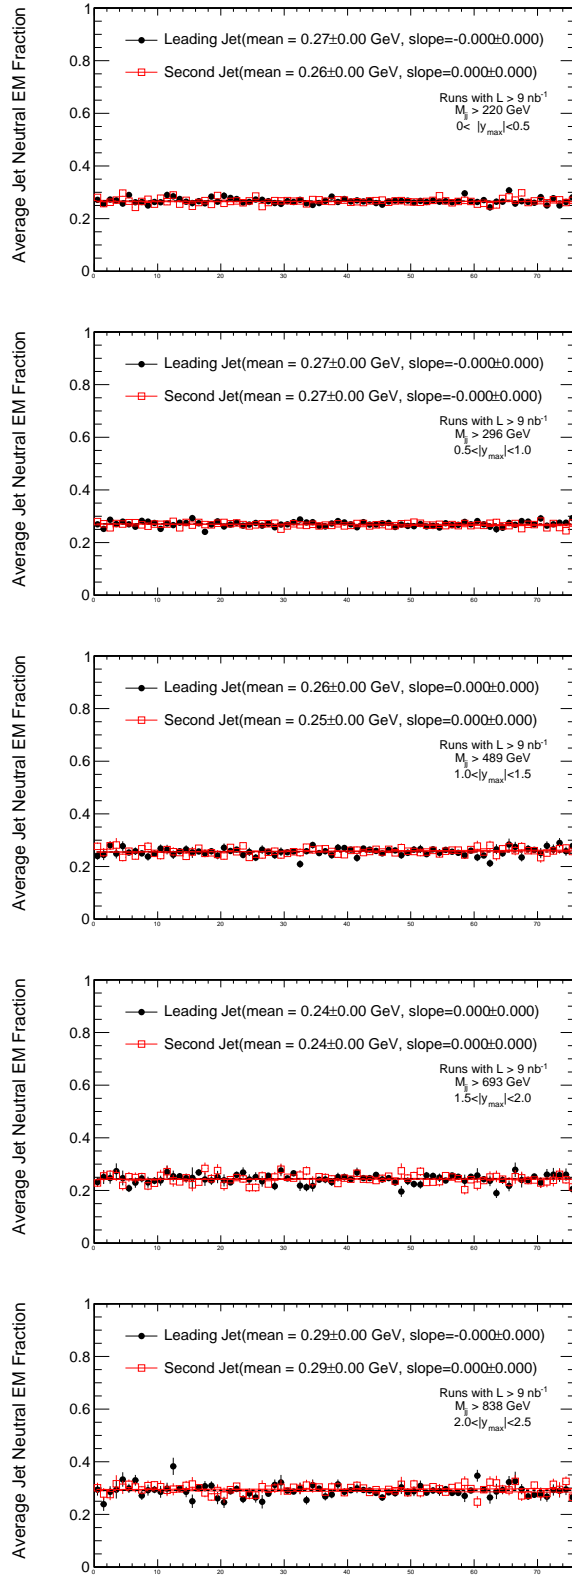 Average Jet Neutral EM Fraction
1
0.8
0.6
0.4
0.2
0
Leading Jet(mean = 0.27±0.00 GeV, slope=-0.000±0.000)
Second Jet(mean = 0.26±0.00 GeV, slope=0.000±0.000)
Runs with L > 9 nb⁻¹
M_jj > 220 GeV
0< |y_max|<0.5
0 10 20 30 40 50 60 70
Average Jet Neutral EM Fraction
1
0.8
0.6
0.4
0.2
0
Leading Jet(mean = 0.27±0.00 GeV, slope=-0.000±0.000)
Second Jet(mean = 0.27±0.00 GeV, slope=-0.000±0.000)
Runs with L > 9 nb⁻¹
M_jj > 296 GeV
0.5<|y_max|<1.0
0 10 20 30 40 50 60 70
Average Jet Neutral EM Fraction
1
0.8
0.6
0.4
0.2
0
Leading Jet(mean = 0.26±0.00 GeV, slope=0.000±0.000)
Second Jet(mean = 0.25±0.00 GeV, slope=0.000±0.000)
Runs with L > 9 nb⁻¹
M_jj > 489 GeV
1.0<|y_max|<1.5
0 10 20 30 40 50 60 70
Average Jet Neutral EM Fraction
1
0.8
0.6
0.4
0.2
0
Leading Jet(mean = 0.24±0.00 GeV, slope=0.000±0.000)
Second Jet(mean = 0.24±0.00 GeV, slope=0.000±0.000)
Runs with L > 9 nb⁻¹
M_jj > 693 GeV
1.5<|y_max|<2.0
0 10 20 30 40 50 60 70
Average Jet Neutral EM Fraction
1
0.8
0.6
0.4
0.2
0
Leading Jet(mean = 0.29±0.00 GeV, slope=-0.000±0.000)
Second Jet(mean = 0.29±0.00 GeV, slope=0.000±0.000)
Runs with L > 9 nb⁻¹
M_jj > 838 GeV
2.0<|y_max|<2.5
0 10 20 30 40 50 60 70